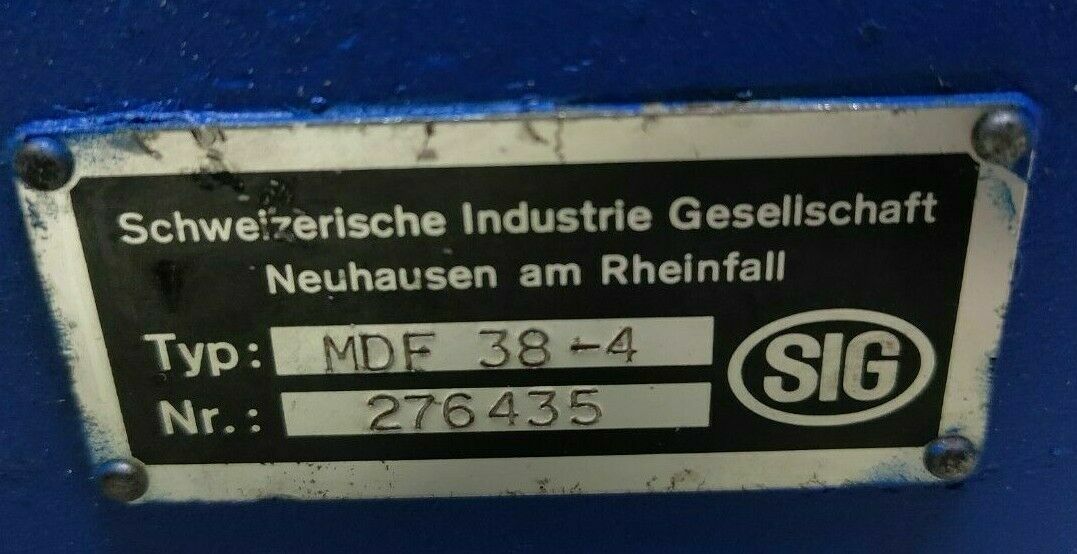 Schweizerische Industrie Gesellschaft
Neuhausen am Rheinfall
Typ: MDF 38-4
Nr.: 276435
SIG